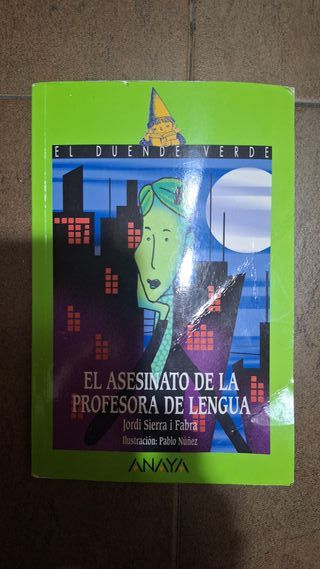 EL DUENDE VERDE
EL ASESINATO DE LA
PROFESORA DE LENGUA
Jordi Sierra i Fabra
Ilustración: Pablo Núñez
ANAYA